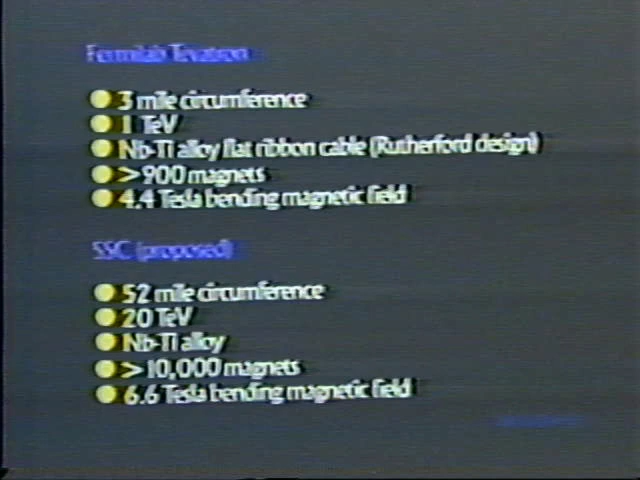 Fermilab Tevatron
3 mile circumference
1 TeV
Nb-Ti alloy flat ribbon cable (Rutherford design)
>900 magnets
4.4 Tesla bending magnetic field
SSC (proposed)
52 mile circumference
20 TeV
Nb-Ti alloy
>10,000 magnets
6.6 Tesla bending magnetic field